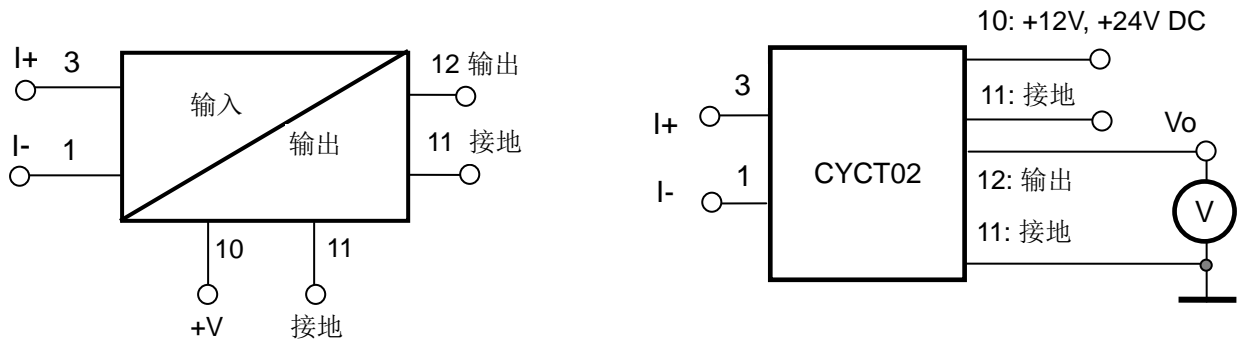 I+ 3
I- 1
输入
输出
12 输出
11 接地
10
11
+V
接地
10: +12V, +24V DC
11: 接地
Vo
I+ 3
I- 1
CYCT02
12: 输出
11: 接地
V